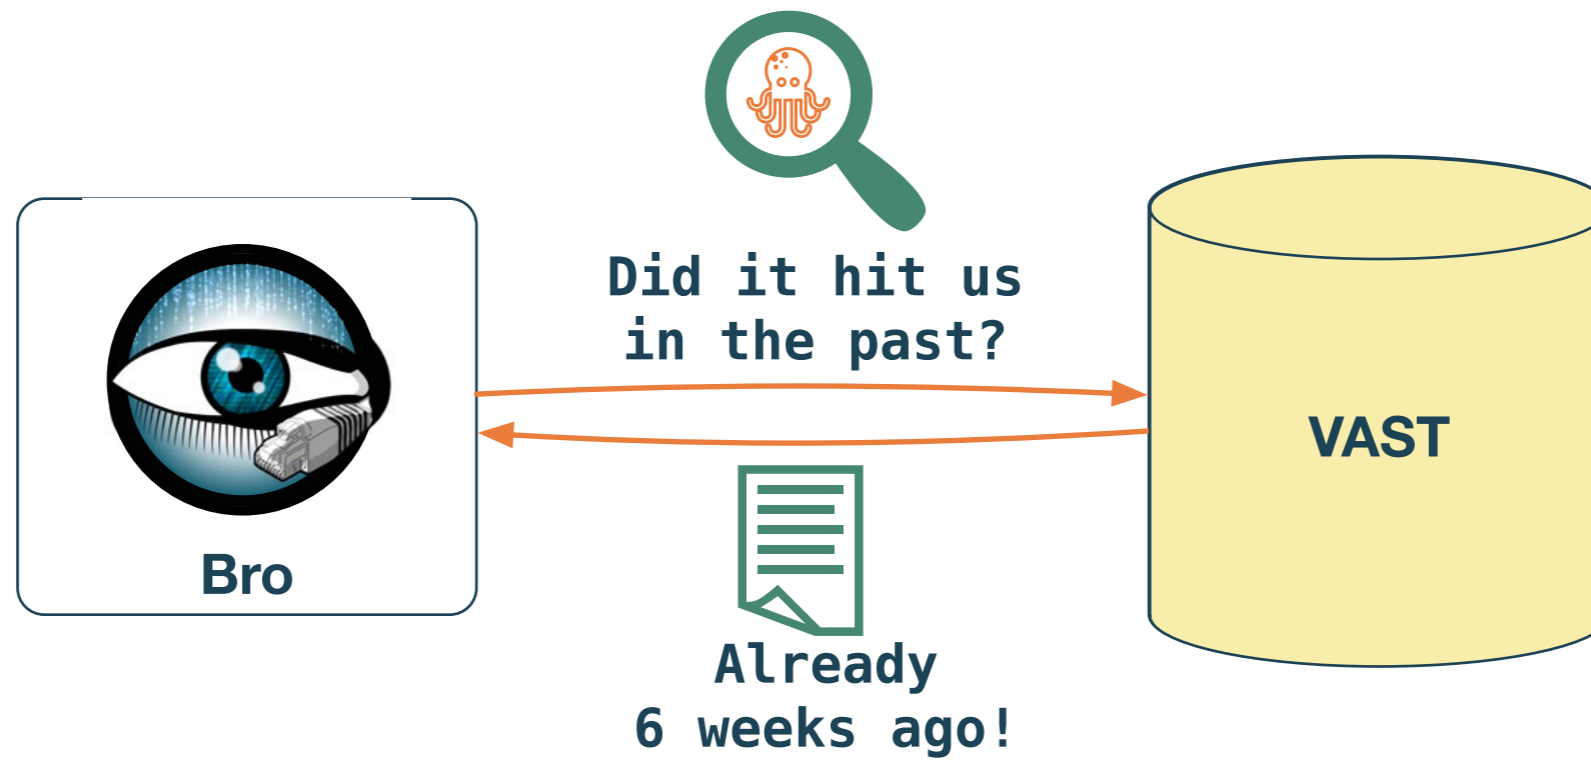 Did it hit us
in the past?
Bro
VAST
Already
6 weeks ago!